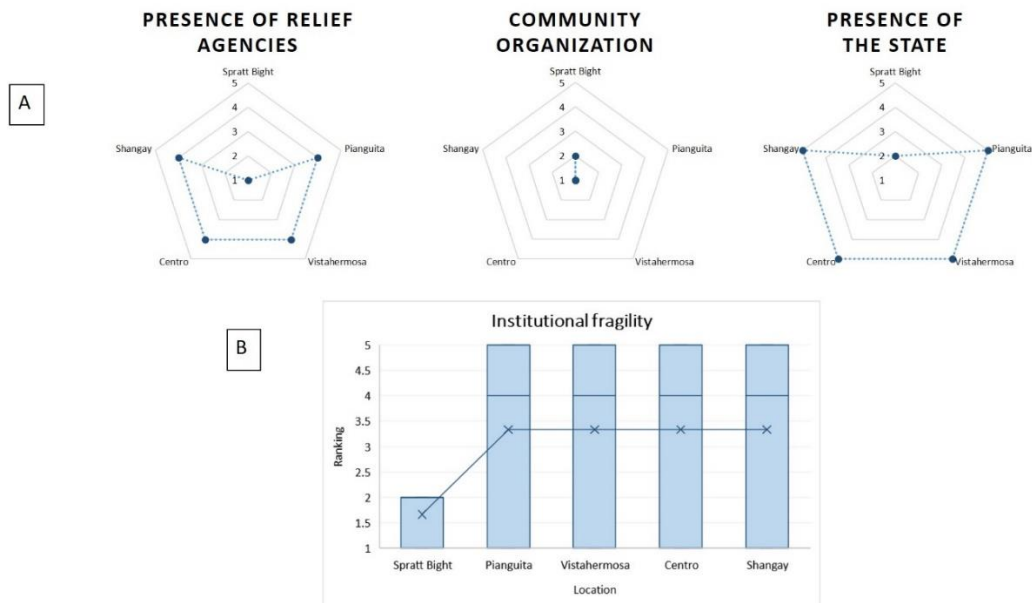 PRESENCE OF RELIEF
AGENCIES
COMMUNITY
ORGANIZATION
PRESENCE OF
THE STATE
A
Spratt Bight
5
4
3
2
1
Shangay
Pianguita
Centro
Vistahermosa
Spratt Bight
5
4
3
2
1
Shangay
Pianguita
Centro
Vistahermosa
Spratt Bight
5
4
3
2
1
Shangay
Pianguita
Centro
Vistahermosa
B
Institutional fragility
Ranking
5
4.5
4
3.5
3
2.5
2
1.5
1
Spratt Bight Pianguita Vistahermosa Centro Shangay
Location